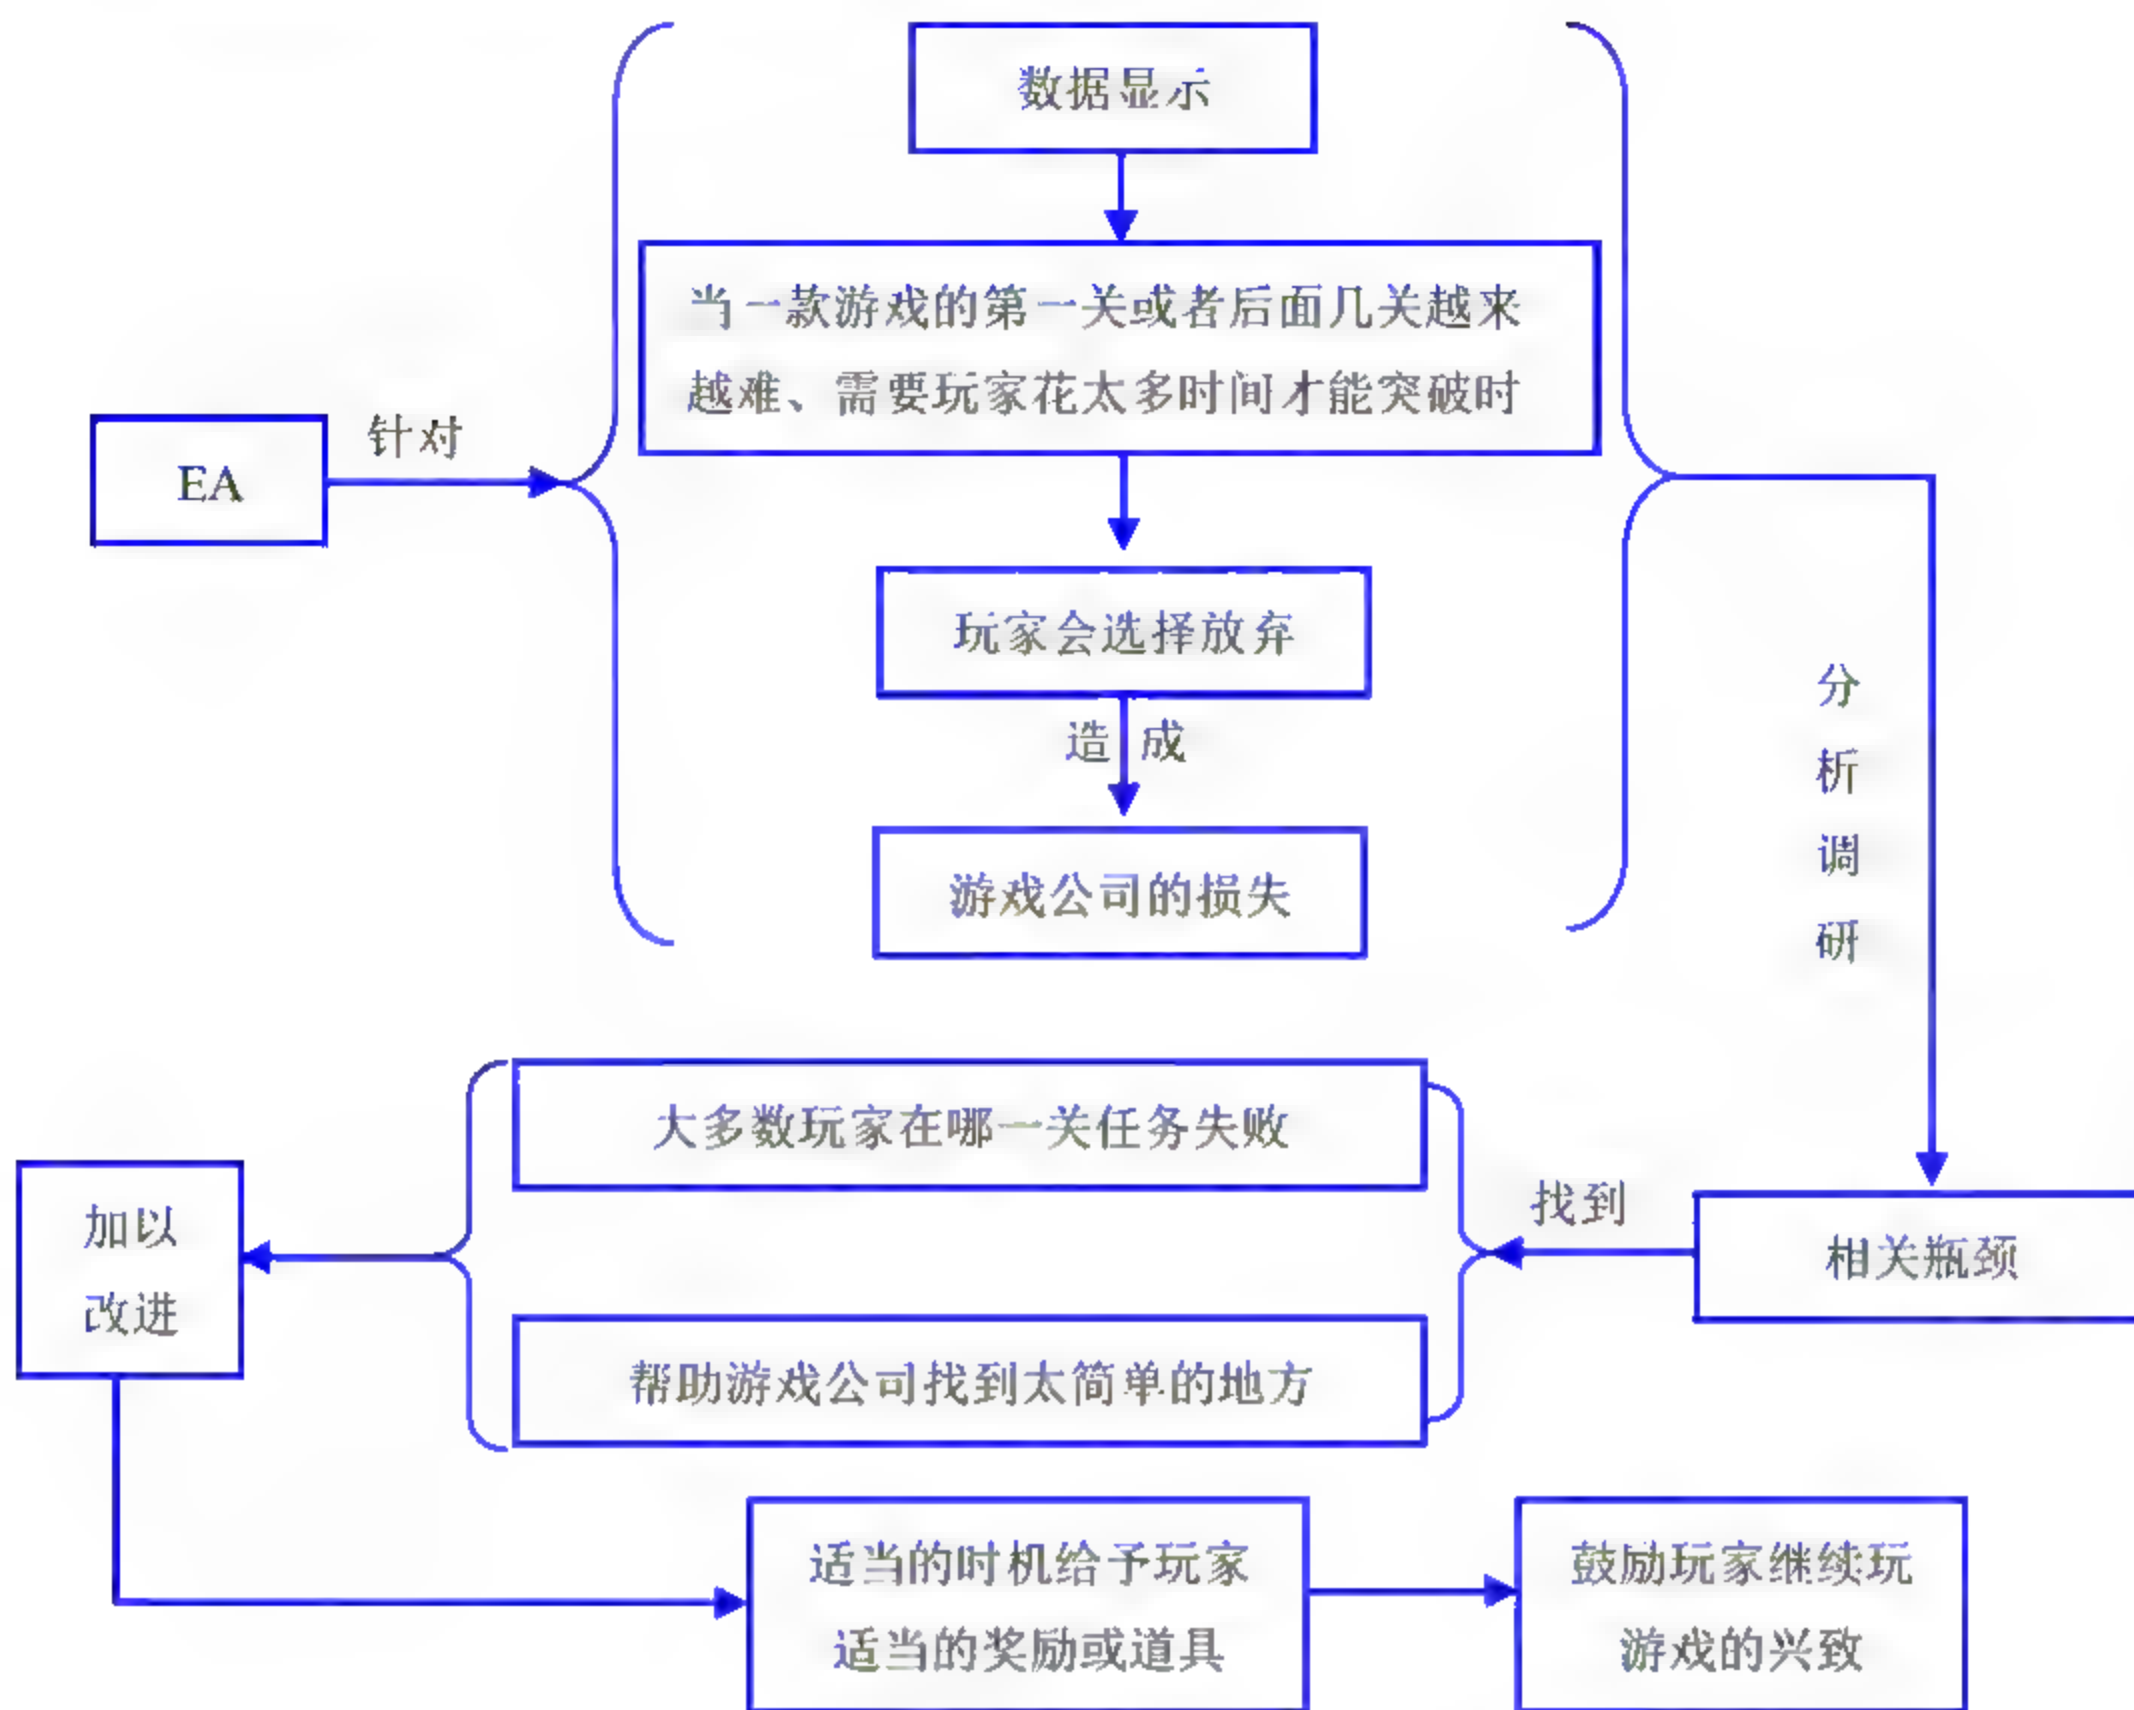 数据显示
当一款游戏的第一关或者后面几关越来
越难、需要玩家花太多时间才能突破时
EA
针对
玩家会选择放弃
造成
游戏公司的损失
分
析
调
研
大多数玩家在哪一关任务失败
找到
相关瓶颈
加以
改进
帮助游戏公司找到太简单的地方
适当的时机给予玩家
适当的奖励或道具
鼓励玩家继续玩
游戏的兴致